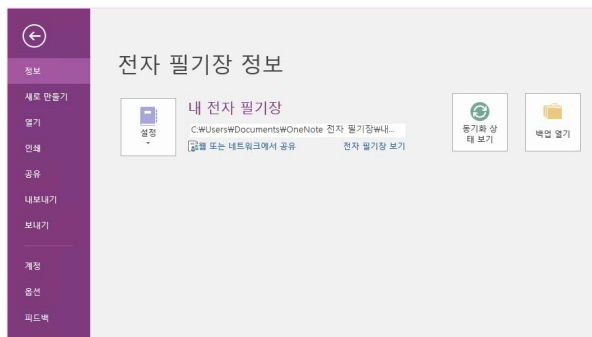 정보
새로 만들기
열기
인쇄
공유
내보내기
보내기
계정
옵션
피드백
전자 필기장 정보
설정
내 전자 필기장
C:₩Users₩Documents₩OneNote 전자 필기장₩내...
웹 또는 네트워크에서 공유
전자 필기장 보기
동기화 상
태 보기
백업 열기